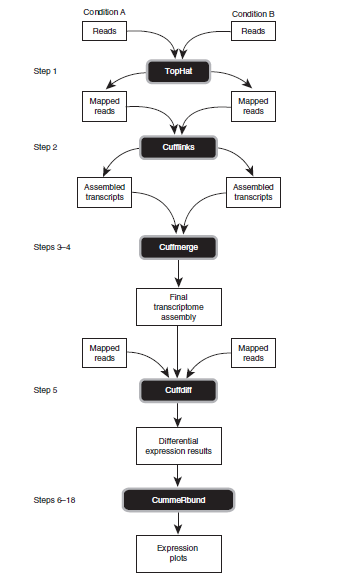 Condition A
Condition B
Reads
Reads
Step 1
TopHat
Mapped
reads
Mapped
reads
Step 2
Cufflinks
Assembled
transcripts
Assembled
transcripts
Steps 3–4
Cuffmerge
Final
transcriptome
assembly
Mapped
reads
Mapped
reads
Step 5
Cuffdiff
Differential
expression results
Steps 6–18
CummeRbund
Expression
plots